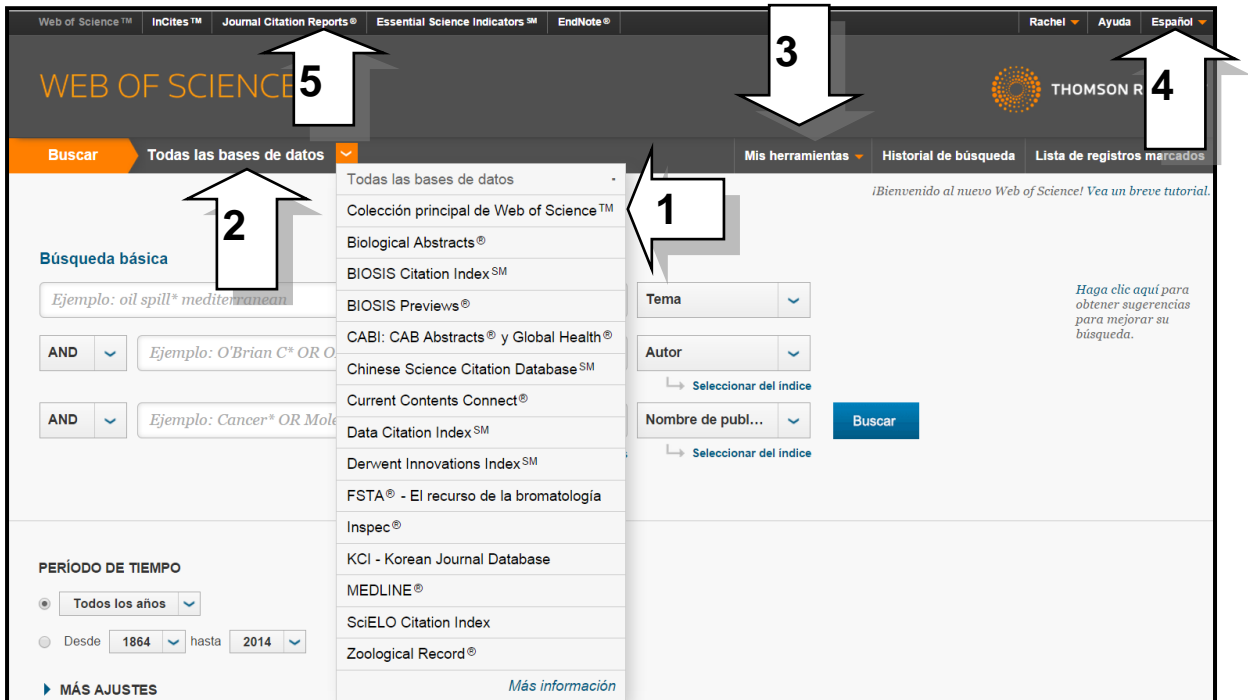 Web of Science™ InCites™ Journal Citation Reports® Essential Science Indicators℠ EndNote® Rachel Ayuda Español
3
5
4
WEB OF SCIENCE
THOMSON R
Buscar Todas las bases de datos Mis herramientas Historial de búsqueda Lista de registros marcados
Todas las bases de datos
¡Bienvenido al nuevo Web of Science! Vea un breve tutorial.
Colección principal de Web of Science™
1
2
Biological Abstracts®
Búsqueda básica
BIOSIS Citation Index℠
Ejemplo: oil spill* mediterranean
BIOSIS Previews®
Tema
Haga clic aquí para
obtener sugerencias
para mejorar su
búsqueda.
CABI: CAB Abstracts® y Global Health®
AND Ejemplo: O'Brian C* OR O
Autor
Chinese Science Citation Database℠
Seleccionar del índice
Current Contents Connect®
AND Ejemplo: Cancer* OR Mole
Nombre de publ... Buscar
Data Citation Index℠
Seleccionar del índice
Derwent Innovations Index℠
FSTA® - El recurso de la bromatología
Inspec®
KCI - Korean Journal Database
PERÍODO DE TIEMPO
MEDLINE®
Todos los años
SciELO Citation Index
Desde 1864 hasta 2014
Zoological Record®
Más información
MÁS AJUSTES